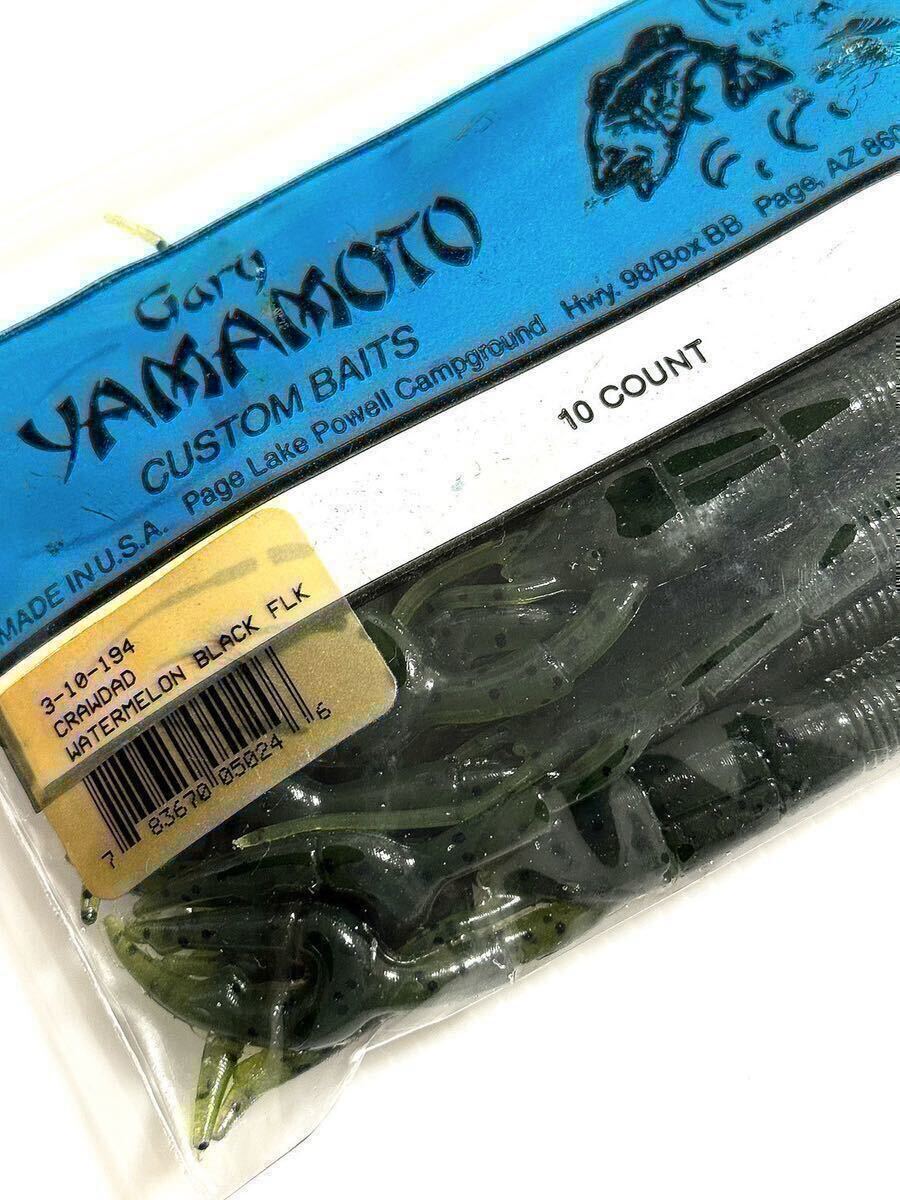 Gary
YAMAMOTO
CUSTOM BAITS
MADE IN U.S.A. Page Lake Powell Campground Hwy. 98/Box BB Page, AZ 860
10 COUNT
3-10-194
CRAWDAD
WATERMELON BLACK FLK
7 83670 05024 6